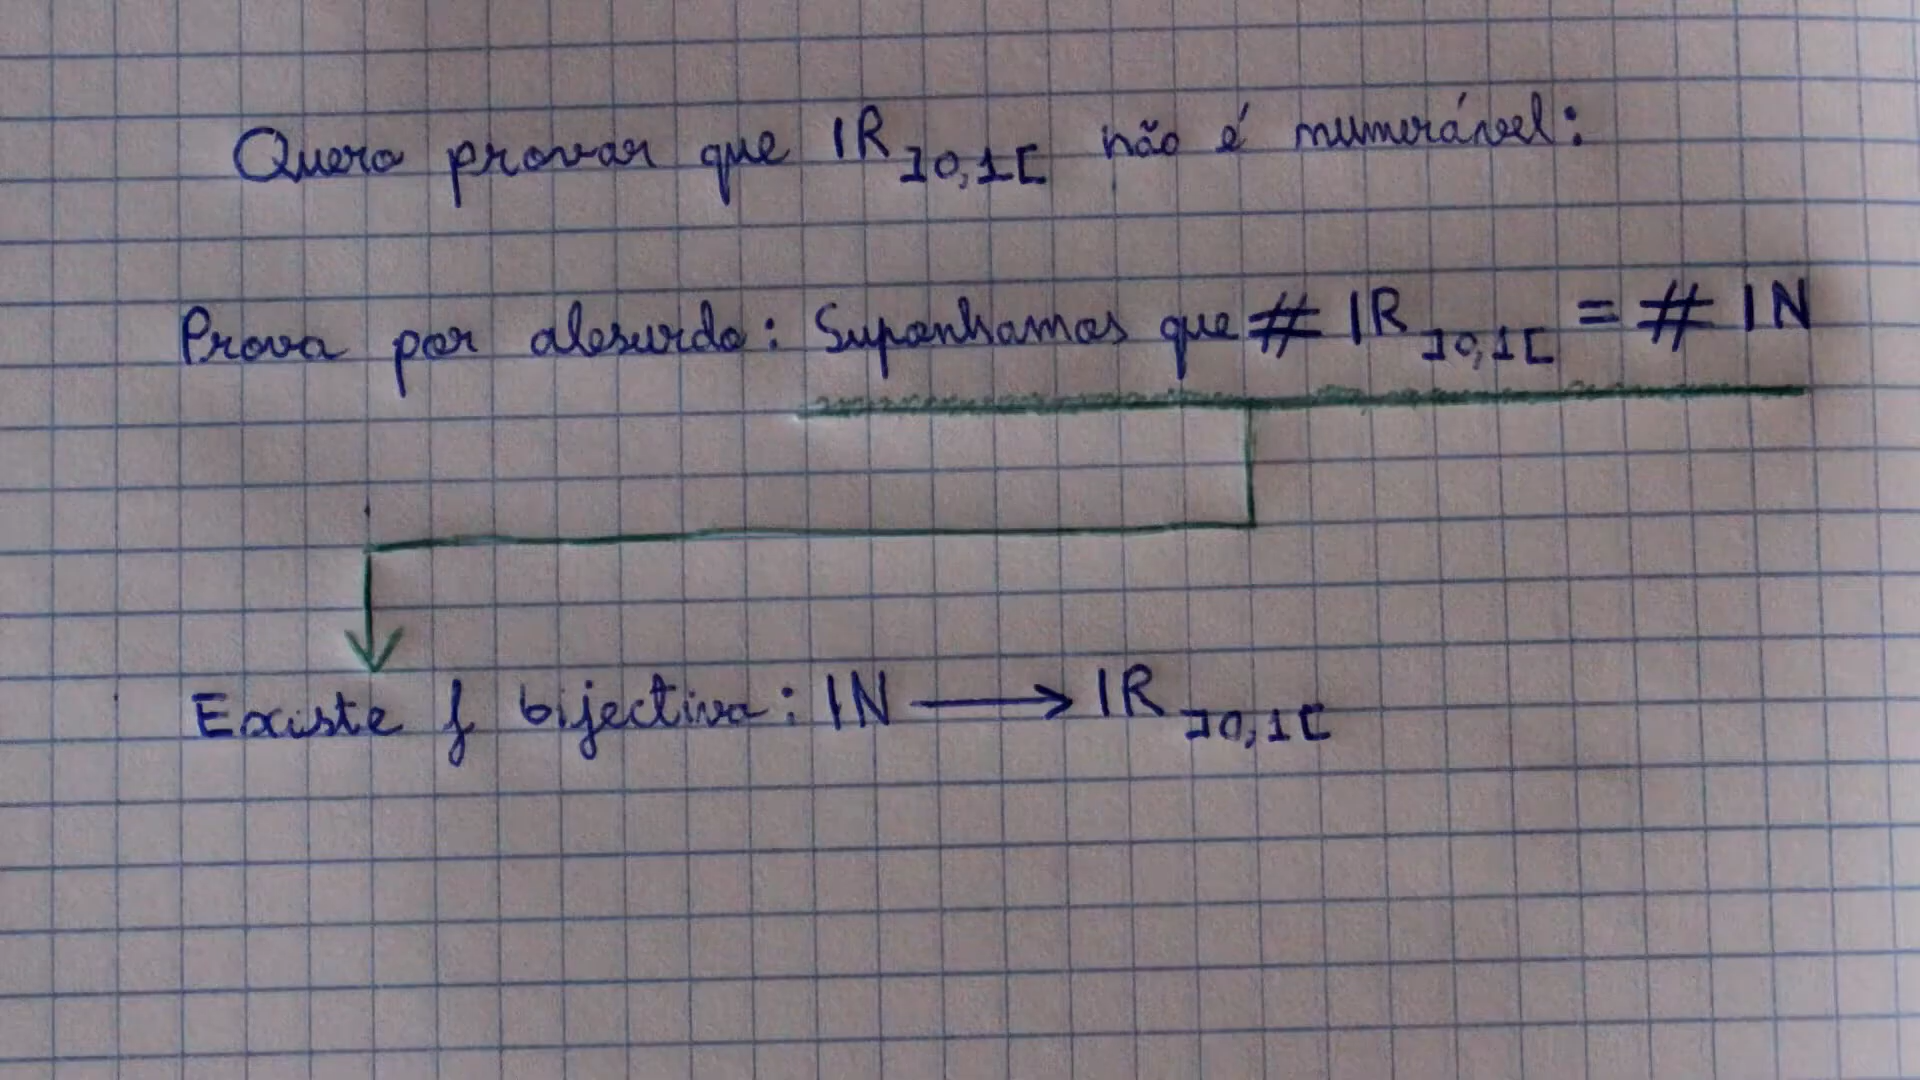 Quero provar que IR ]0,1[ não é numerável:
Prova por absurdo: Suponhamos que # IR ]0,1[ = # IN
Existe f bijectiva: IN ⟶ IR ]0,1[